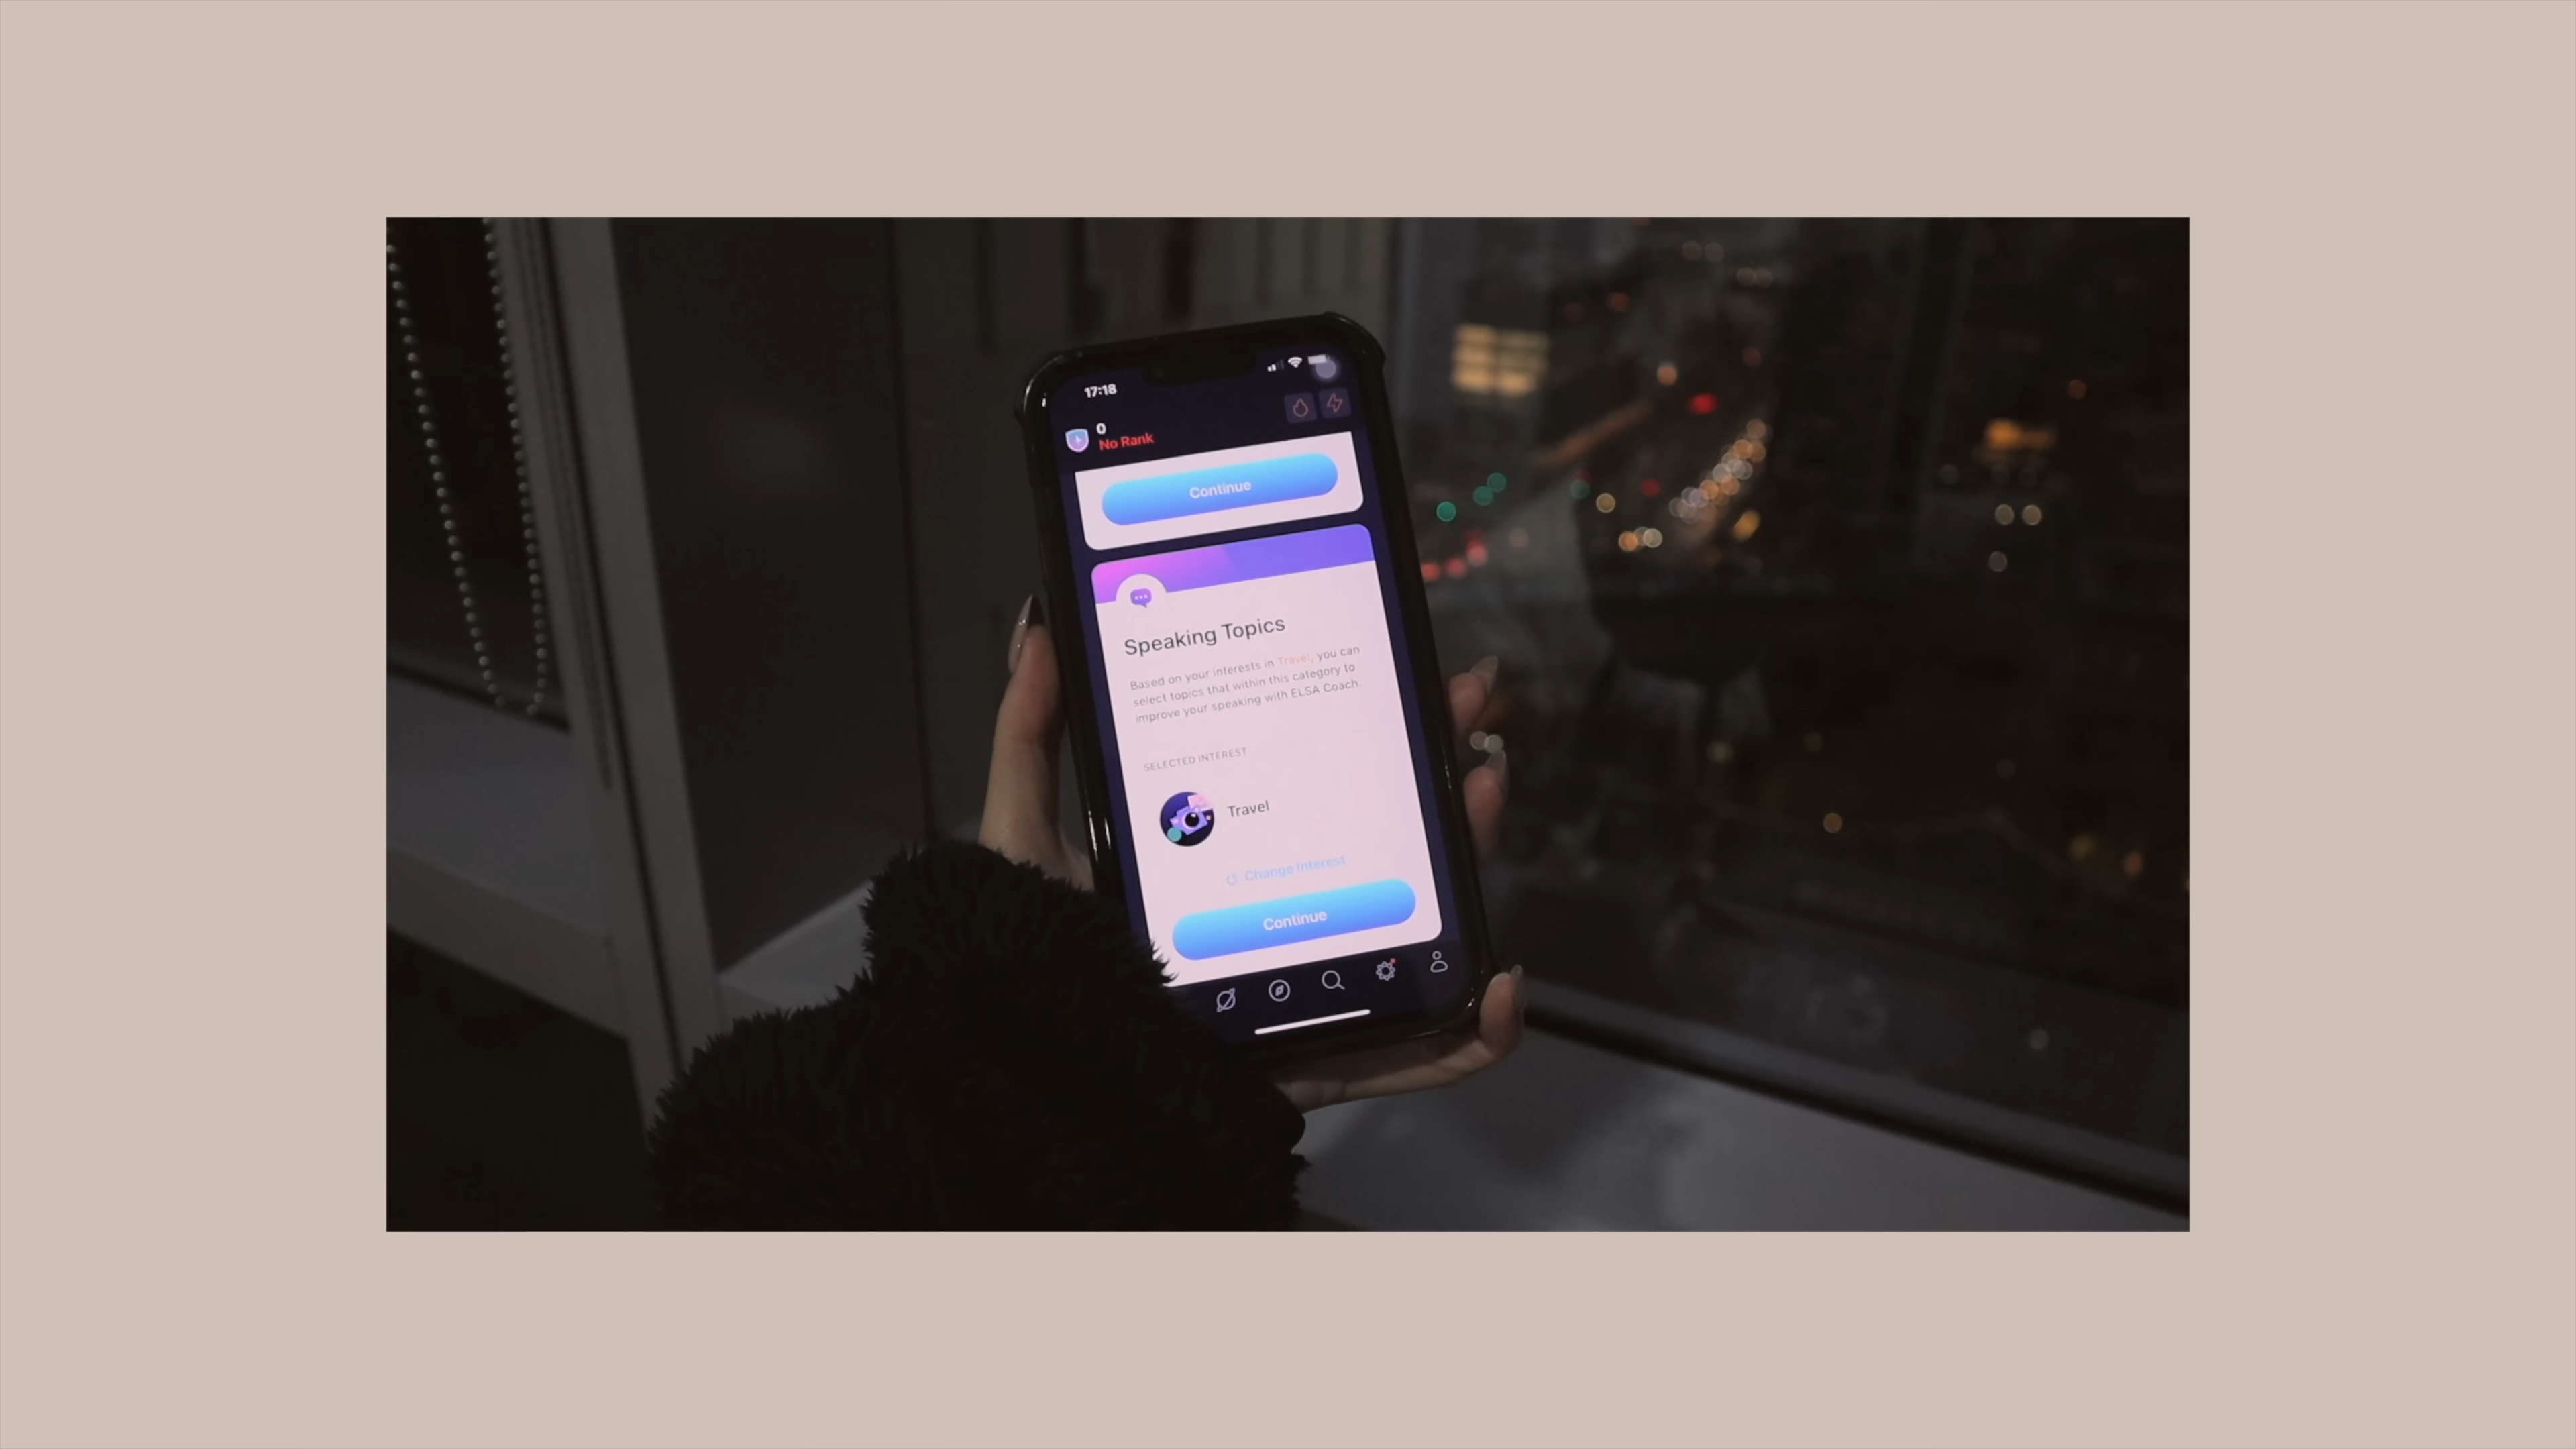 17:18
0
No Rank
Continue
Speaking Topics
Based on your interests in Travel, you can
select topics that within this category to
improve your speaking with ELSA Coach.
SELECTED INTEREST
Travel
Change Interest
Continue